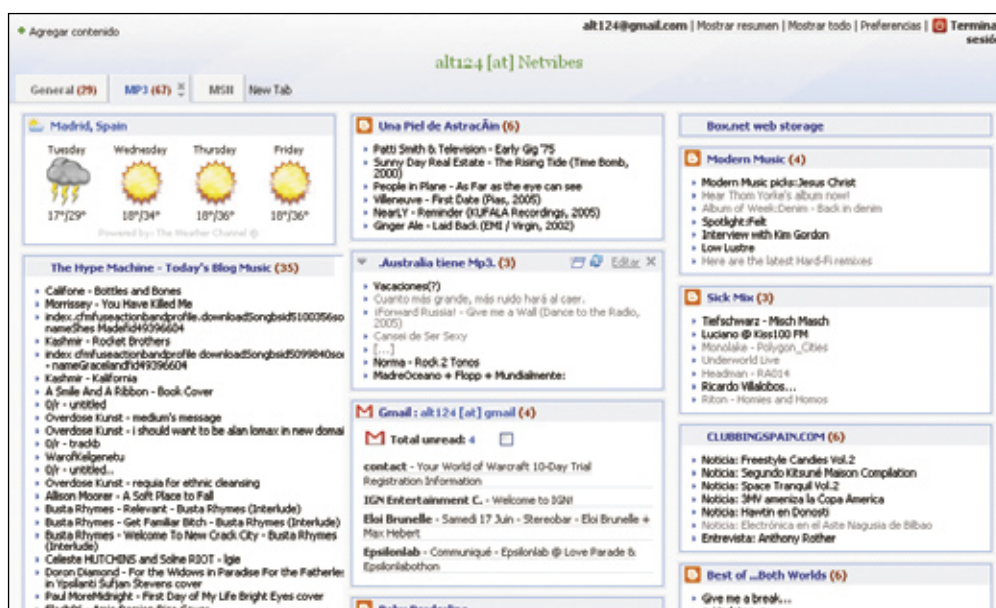 Agregar contenido
alt124@gmail.com | Mostrar resumen | Mostrar todo | Preferencias | Termina
sesió
alt124 [at] Netvibes
General (29) MP3 (67) MSN New Tab
Madrid, Spain
Tuesday Wednesday Thursday Friday
17°/29° 18°/34° 18°/36° 18°/36°
Powered by: The Weather Channel ®
The Hype Machine - Today's Blog Music (35)
Califone - Bottles and Bones
Morrissey - You Have Killed Me
index.cfmfuseactionbandprofile.downloadSongbsid5100356so
nameShes Madefid49396604
Kashmir - Rocket Brothers
index cfmfuseactionbandprofile downloadSongbsid5099840son
- nameGracelandfid49396604
Kashmir - Kalifornia
A Smile And A Ribbon - Book Cover
0/r - untitled
Overdose Kunst - medium's message
Overdose Kunst - i should want to be alan lomax in new domai
0/r - trackb
WarofKelgenetu
0/r - untitled...
Overdose Kunst - requia for ethnic cleansing
Allison Moorer - A Soft Place to Fall
Busta Rhymes - Relevant - Busta Rhymes (Interlude)
Busta Rhymes - Get Familiar Bitch - Busta Rhymes (Interlude)
Busta Rhymes - Welcome To New Crack City - Busta Rhymes
(Interlude)
Celeste HUTCHINS and Solne RIOT - lgie
Doron Diamond - For the Widows in Paradise For the Fatherles
in Ypsilanti Sufjan Stevens cover
Paul MoreMidnight - First Day of My Life Bright Eyes cover
Una Piel de AstracÃin (6)
Patti Smith & Television - Early Gig '75
Sunny Day Real Estate - The Rising Tide (Time Bomb,
2000)
People in Plane - As Far as the eye can see
Villeneuve - First Date (Pias, 2005)
NearLY - Reminder (KUFALA Recordings, 2005)
Ginger Ale - Laid Back (EMI / Virgin, 2002)
.Australia tiene Mp3. (3) Editar X
Vacaciones(?)
Cuanto más grande, más ruido hará al caer.
¡Forward Russia! - Give me a Wall (Dance to the Radio,
2005)
Cansei de Ser Sexy
[...]
Norma - Rock 2 Tonos
MadreOceano + Flopp + Mundialmente:
Gmail : alt124 [at] gmail (4)
Total unread: 4
contact - Your World of Warcraft 10-Day Trial
Registration Information
IGN Entertainment C. - Welcome to IGN!
Eloi Brunelle - Samedi 17 Juin - Stereobar - Eloi Brunelle +
Max Hebert
Epsilonlab - Communiqué - Epsilonlab @ Love Parade &
Epsilonlabothon
Box.net web storage
Modern Music (4)
Modern Music picks:Jesus Christ
Hear Thom Yorke's album now!
Album of Week:Denim - Back in denim
Spotlight:Felt
Interview with Kim Gordon
Low Lustre
Here are the latest Hard-Fi remixes
Sick Mix (3)
Tiefschwarz - Misch Masch
Luciano @ Kiss100 FM
Monolake - Polygon_Cities
Underworld Live
Headman - RA014
Ricardo Villalobos...
Riton - Homies and Homos
CLUBBINGSPAIN.COM (6)
Noticia: Freestyle Candies Vol.2
Noticia: Segundo Kitsuné Maison Compilation
Noticia: Space Tranquil Vol.2
Noticia: 3MV ameniza la Copa America
Noticia: Hawtin en Donosti
Noticia: Electrónica en el Aste Nagusia de Bilbao
Entrevista: Anthony Rother
Best of ...Both Worlds (6)
Give me a break...